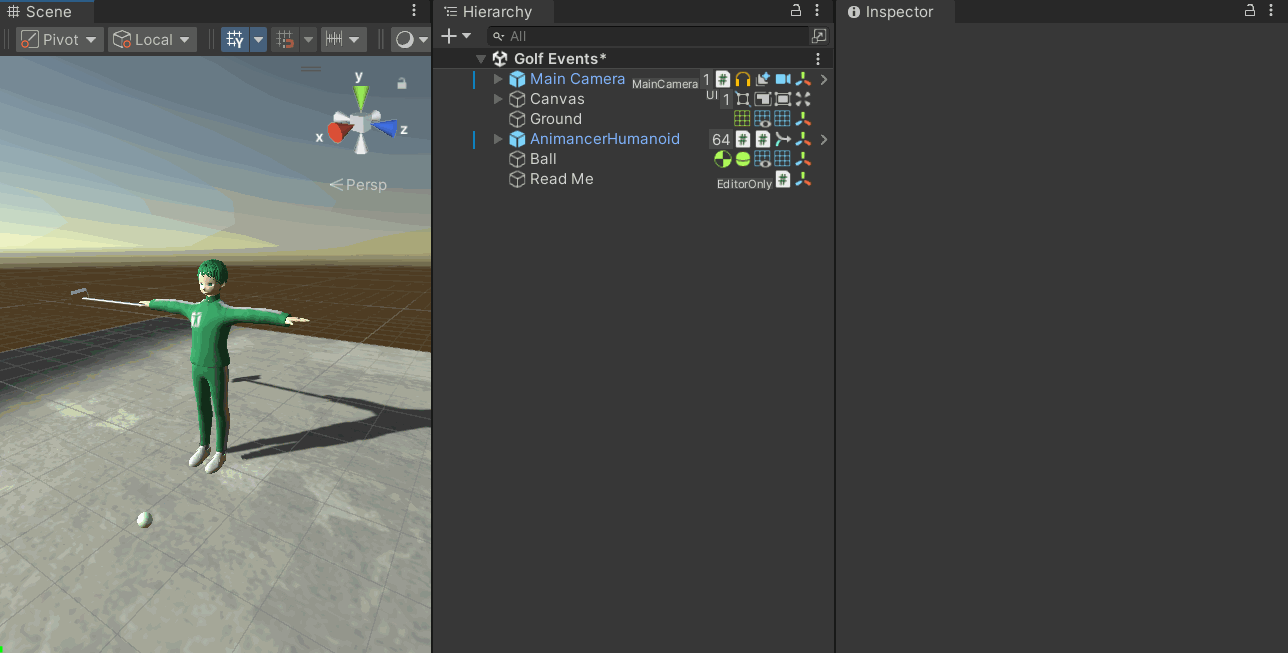 Scene
Pivot
Local
y
x
z
Persp
Hierarchy
All
Golf Events*
Main Camera MainCamera 1
Canvas UI 1
Ground
AnimancerHumanoid 64
Ball
Read Me EditorOnly
Inspector